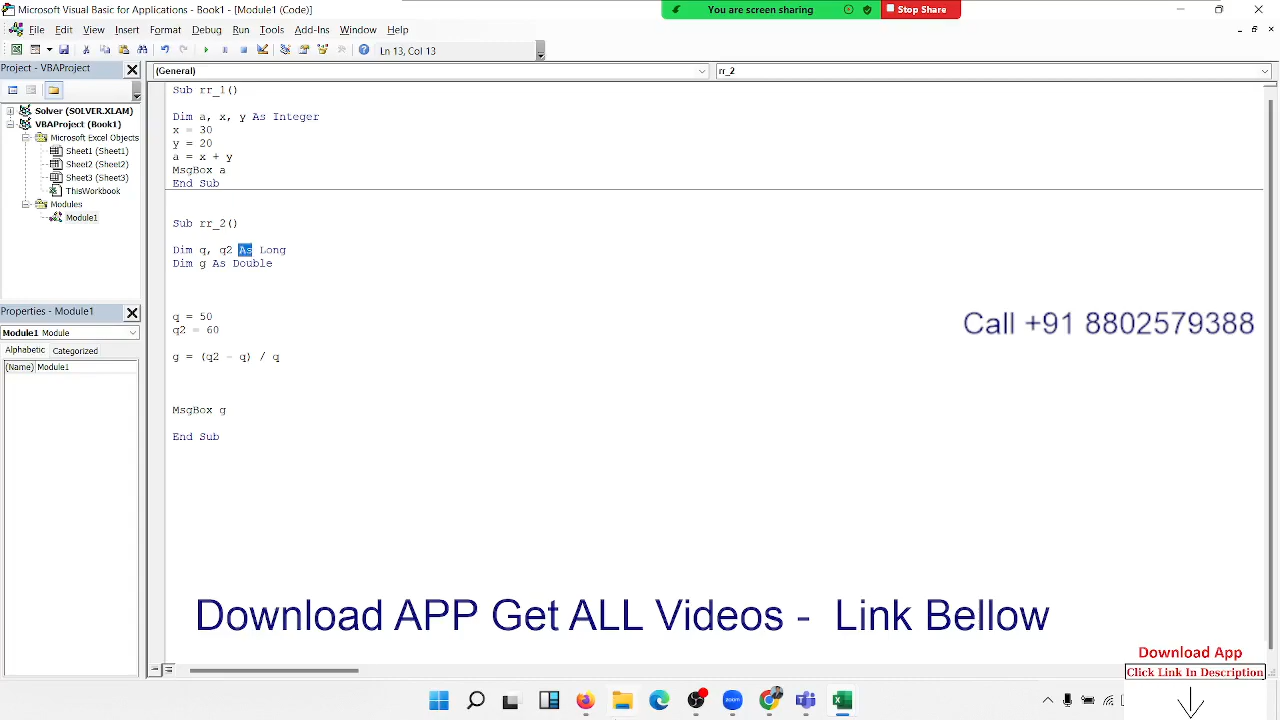 Microsoft Visual Basic for Applications - Book1 - [Module1 (Code)]
You are screen sharing
Stop Share
File Edit View Insert Format Debug Run Tools Add-Ins Window Help
Ln 13, Col 13
Project - VBAProject
(General)
rr_2
Solver (SOLVER.XLAM)
VBAProject (Book1)
Microsoft Excel Objects
Sheet1 (Sheet1)
Sheet2 (Sheet2)
Sheet3 (Sheet3)
ThisWorkbook
Modules
Module1
Properties - Module1
Module1 Module
Alphabetic Categorized
(Name) Module1
Sub rr_1()
Dim a, x, y As Integer
x = 30
y = 20
a = x + y
MsgBox a
End Sub
Sub rr_2()
Dim q, q2 As Long
Dim g As Double
q = 50
q2 = 60
g = (q2 - q) / q
MsgBox g
End Sub
Call +91 8802579388
Download APP Get ALL Videos - Link Bellow
Download App
Click Link In Description
zoom